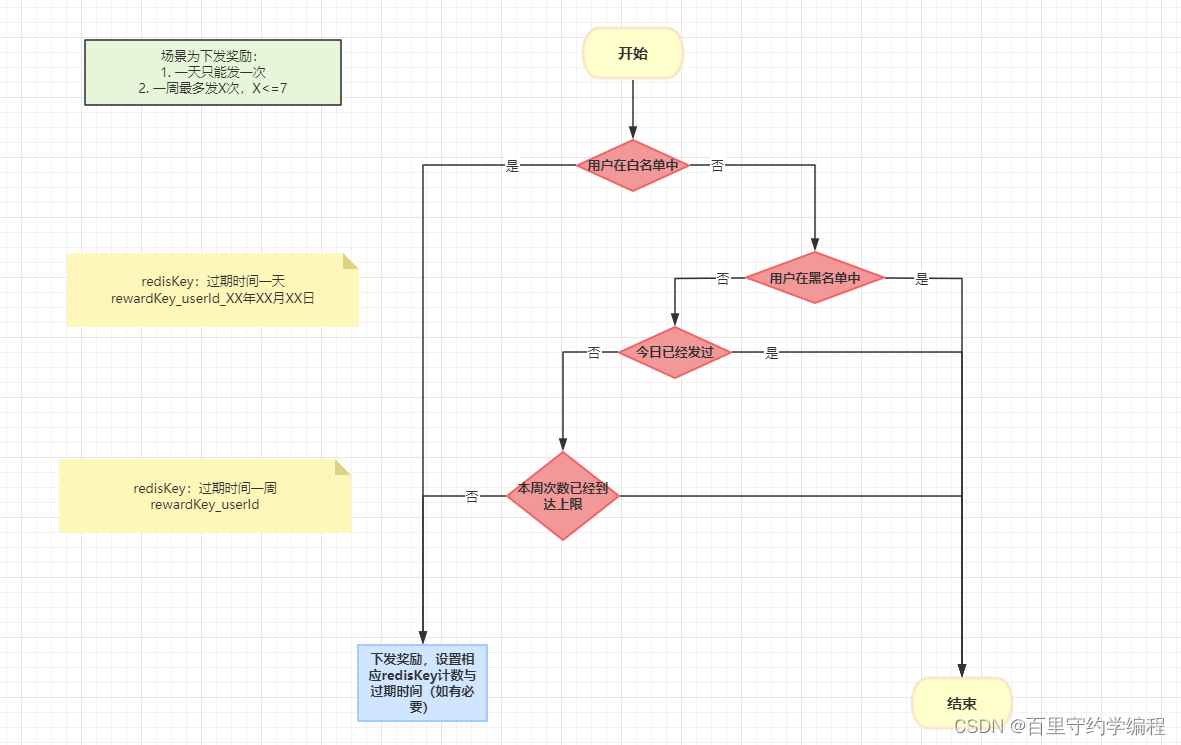 场景为下发奖励：
1. 一天只能发一次
2. 一周最多发X次，X<=7
开始
用户在白名单中
是
否
用户在黑名单中
否
是
redisKey：过期时间一天
rewardKey_userId_XX年XX月XX日
今日已经发过
否
是
redisKey：过期时间一周
rewardKey_userId
本周次数已经到
达上限
否
下发奖励，设置相
应redisKey计数与
过期时间（如有必
要）
结束
CSDN @百里守约学编程